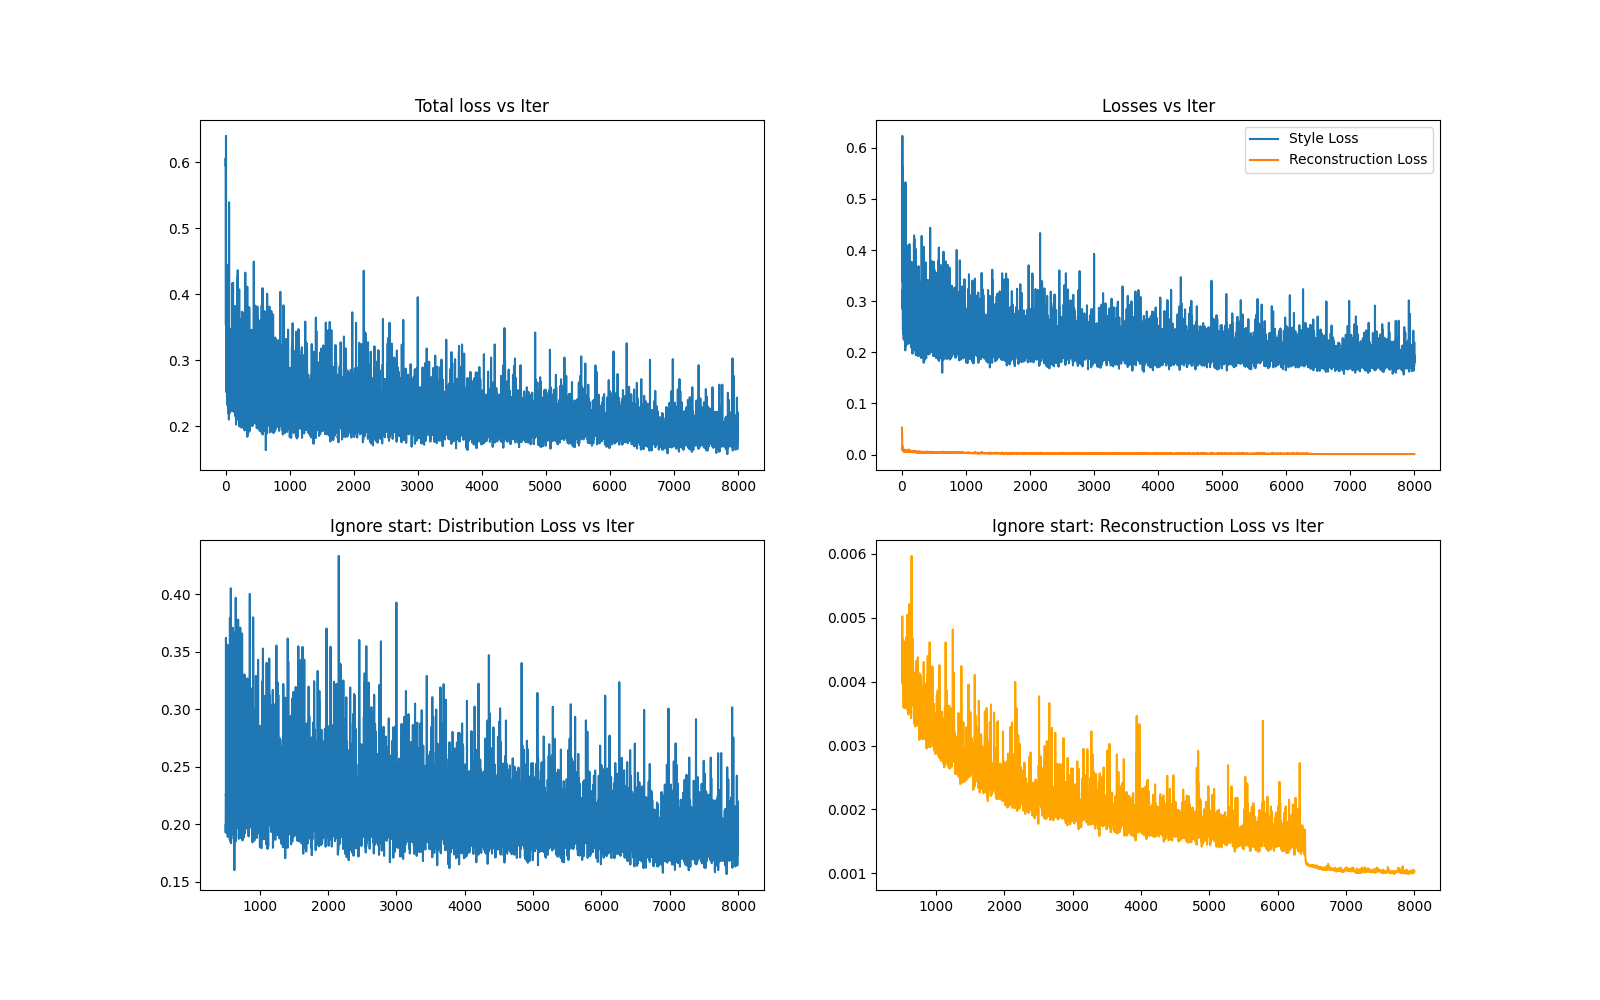 Total loss vs Iter
0.6
0.5
0.4
0.3
0.2
0 1000 2000 3000 4000 5000 6000 7000 8000
Losses vs Iter
Style Loss
Reconstruction Loss
0.6
0.5
0.4
0.3
0.2
0.1
0.0
0 1000 2000 3000 4000 5000 6000 7000 8000
Ignore start: Distribution Loss vs Iter
0.40
0.35
0.30
0.25
0.20
0.15
1000 2000 3000 4000 5000 6000 7000 8000
Ignore start: Reconstruction Loss vs Iter
0.006
0.005
0.004
0.003
0.002
0.001
1000 2000 3000 4000 5000 6000 7000 8000